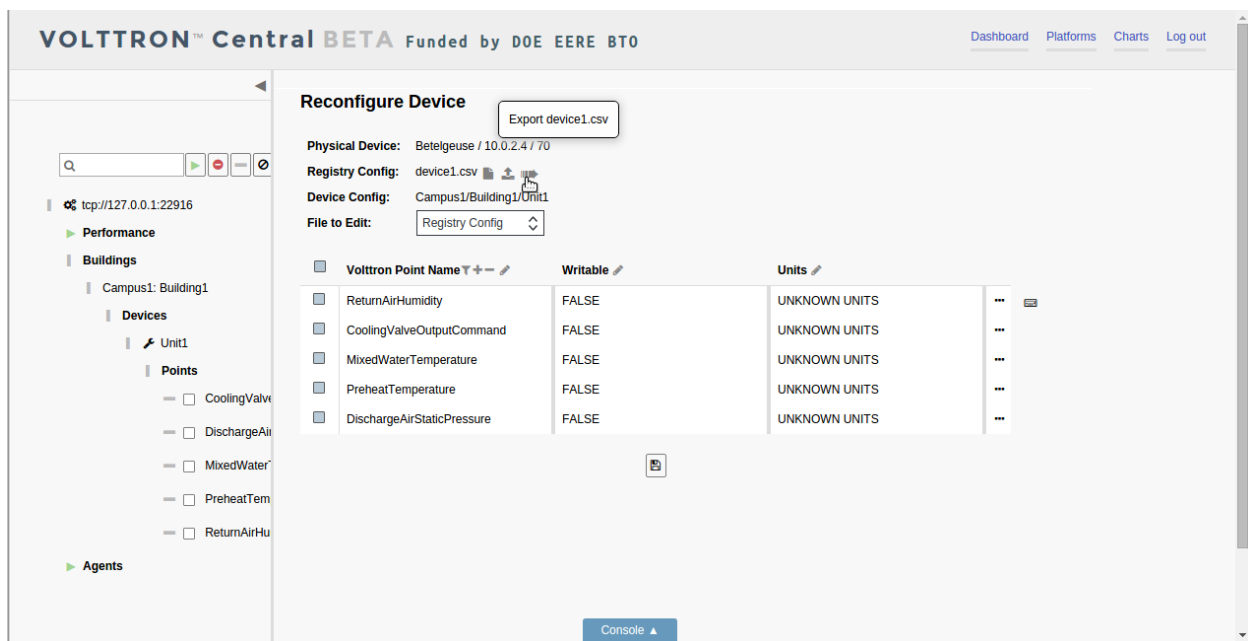 VOLTTRON™ Central BETA Funded by DOE EERE BTO
Dashboard Platforms Charts Log out
Reconfigure Device
Export device1.csv
Physical Device: Betelgeuse / 10.0.2.4 / 70
Registry Config: device1.csv
Device Config: Campus1/Building1/Unit1
File to Edit: Registry Config
tcp://127.0.0.1:22916
Performance
Buildings
Campus1: Building1
Devices
Unit1
Points
CoolingValve
DischargeAi
MixedWater
PreheatTem
ReturnAirHu
Agents
Volttron Point Name Writable Units
ReturnAirHumidity FALSE UNKNOWN UNITS •••
CoolingValveOutputCommand FALSE UNKNOWN UNITS •••
MixedWaterTemperature FALSE UNKNOWN UNITS •••
PreheatTemperature FALSE UNKNOWN UNITS •••
DischargeAirStaticPressure FALSE UNKNOWN UNITS •••
Console ▲